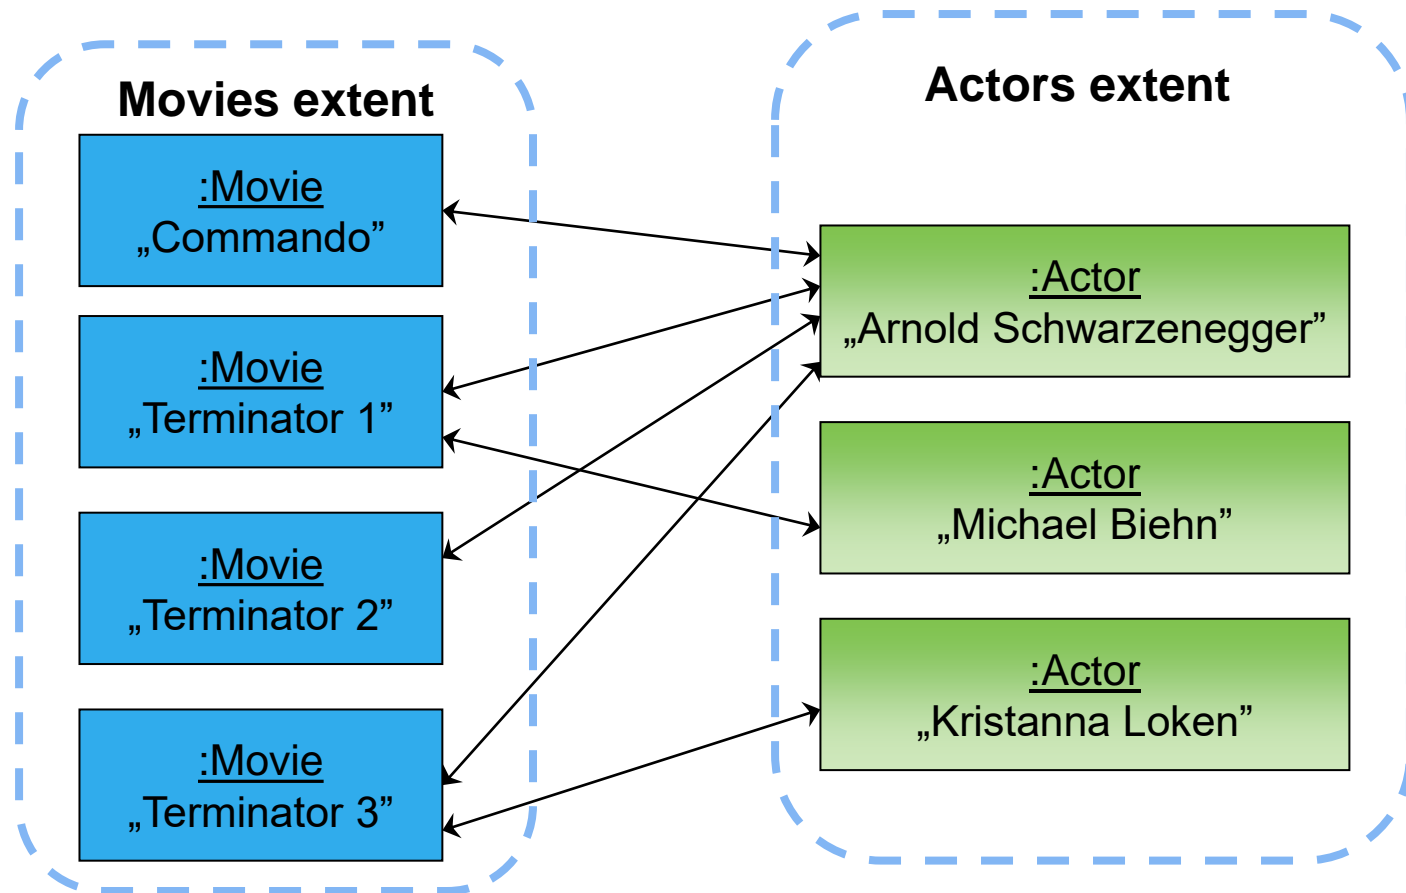 Movies extent
:Movie
„Commando”
:Movie
„Terminator 1”
:Movie
„Terminator 2”
:Movie
„Terminator 3”
Actors extent
:Actor
„Arnold Schwarzenegger”
:Actor
„Michael Biehn”
:Actor
„Kristanna Loken”